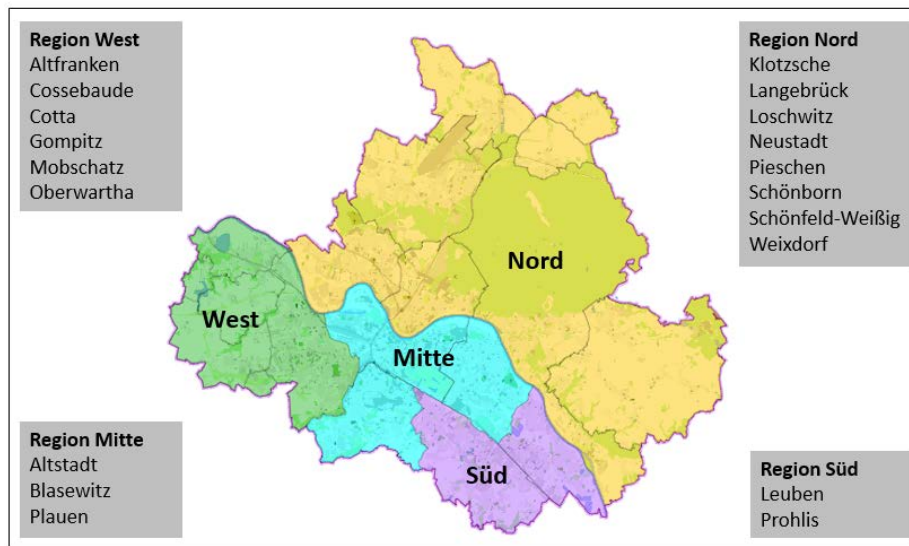 Region West
Altfranken
Cossebaude
Cotta
Gompitz
Mobschatz
Oberwartha
Region Nord
Klotzsche
Langebrück
Loschwitz
Neustadt
Pieschen
Schönborn
Schönfeld-Weißig
Weixdorf
Nord
West
Mitte
Süd
Region Mitte
Altstadt
Blasewitz
Plauen
Region Süd
Leuben
Prohlis